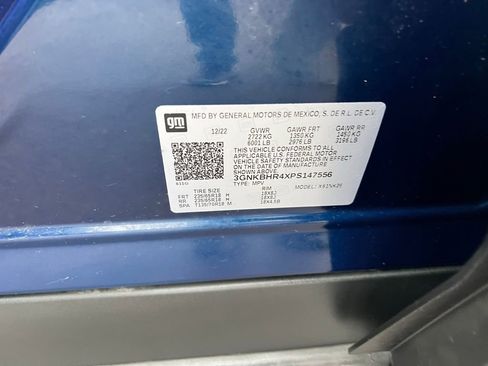 gm
MFD BY GENERAL MOTORS DE MEXICO, S. DE R.L. DE C.V.
12/22 GVWR GAWR FRT GAWR RR
2722 KG 1350 KG 1450 KG
6001 LB 2976 LB 3196 LB
THIS VEHICLE CONFORMS TO ALL
APPLICABLE U.S. FEDERAL MOTOR
VEHICLE SAFETY STANDARDS IN EFFECT
ON THE DATE OF MANUFACTURE
SHOWN ABOVE.
3GNKBHR4XPS147556
TYPE: MPV MODEL:
TIRE SIZE RIM
FRT 235/65R18 H 18X8J
RR 235/65R18 H 18X8J
SPA T135/70R18 M 18X4.5B